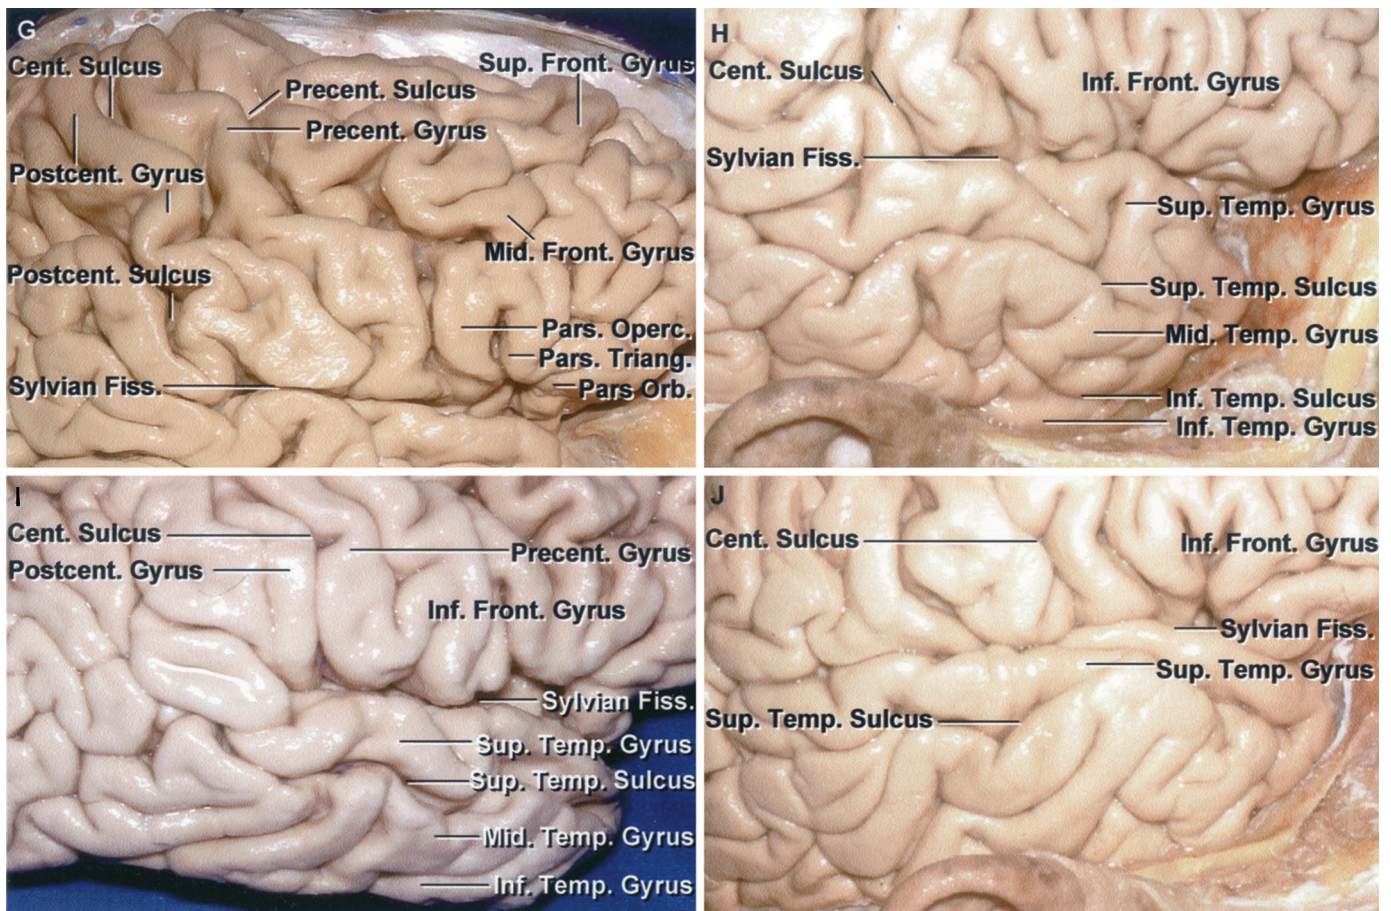 G
Cent. Sulcus
Sup. Front. Gyrus
Precent. Sulcus
Precent. Gyrus
Postcent. Gyrus
Mid. Front. Gyrus
Postcent. Sulcus
Pars. Operc.
Pars. Triang.
Sylvian Fiss.
Pars Orb.
H
Cent. Sulcus
Inf. Front. Gyrus
Sylvian Fiss.
Sup. Temp. Gyrus
Sup. Temp. Sulcus
Mid. Temp. Gyrus
Inf. Temp. Sulcus
Inf. Temp. Gyrus
I
Cent. Sulcus
Precent. Gyrus
Postcent. Gyrus
Inf. Front. Gyrus
Sylvian Fiss.
Sup. Temp. Gyrus
Sup. Temp. Sulcus
Mid. Temp. Gyrus
Inf. Temp. Gyrus
J
Cent. Sulcus
Inf. Front. Gyrus
Sylvian Fiss.
Sup. Temp. Gyrus
Sup. Temp. Sulcus